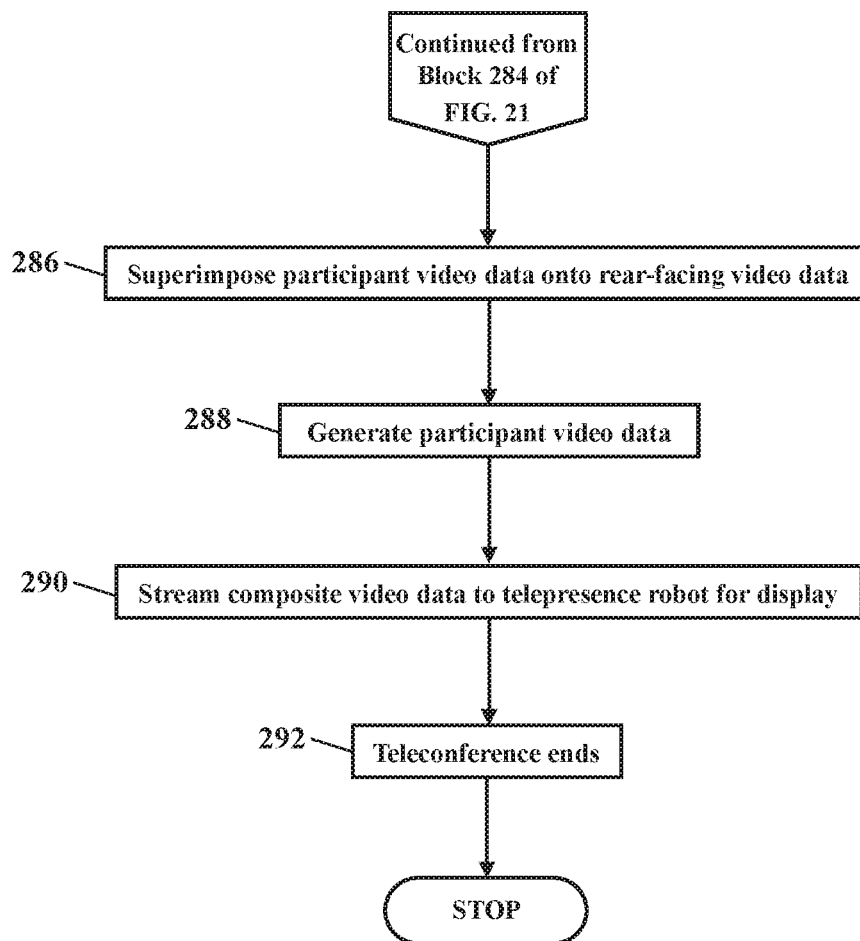 Continued from
Block 284 of
FIG. 21
286
Superimpose participant video data onto rear-facing video data
288
Generate participant video data
290
Stream composite video data to telepresence robot for display
292
Teleconference ends
STOP